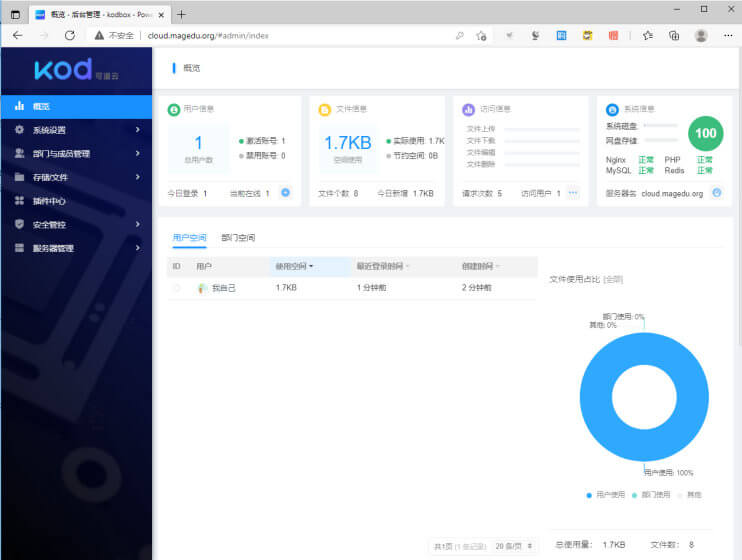 概览 - 后台管理 - kodbox - Powe
不安全 | cloud.magedu.org/#admin/index
kod 可道云
概览
概览
系统设置
部门与成员管理
存储/文件
插件中心
安全管控
服务器管理
用户信息
1
总用户数
激活账号: 1
禁用账号: 0
今日登录 1 当前在线 1
文件信息
1.7KB
空间使用
实际使用: 1.7K
节约空间: 0B
文件个数 8 今日新增 1.7KB
访问信息
文件上传
文件下载
文件编辑
文件删除
请求次数 5 访问用户 1
系统信息
系统磁盘
网盘存储
100
Nginx 正常 PHP 正常
MySQL 正常 Redis 正常
服务器名 cloud.magedu.org
用户空间 部门空间
ID 用户 使用空间 最近登录时间 创建时间
我自己 1.7KB 1 分钟前 2 分钟前
文件使用占比 [全部]
部门使用: 0%
其他: 0%
用户使用: 100%
用户使用 部门使用 其他
共1页 (1 条记录) 20 条/页
总使用量: 1.7KB 文件数: 8